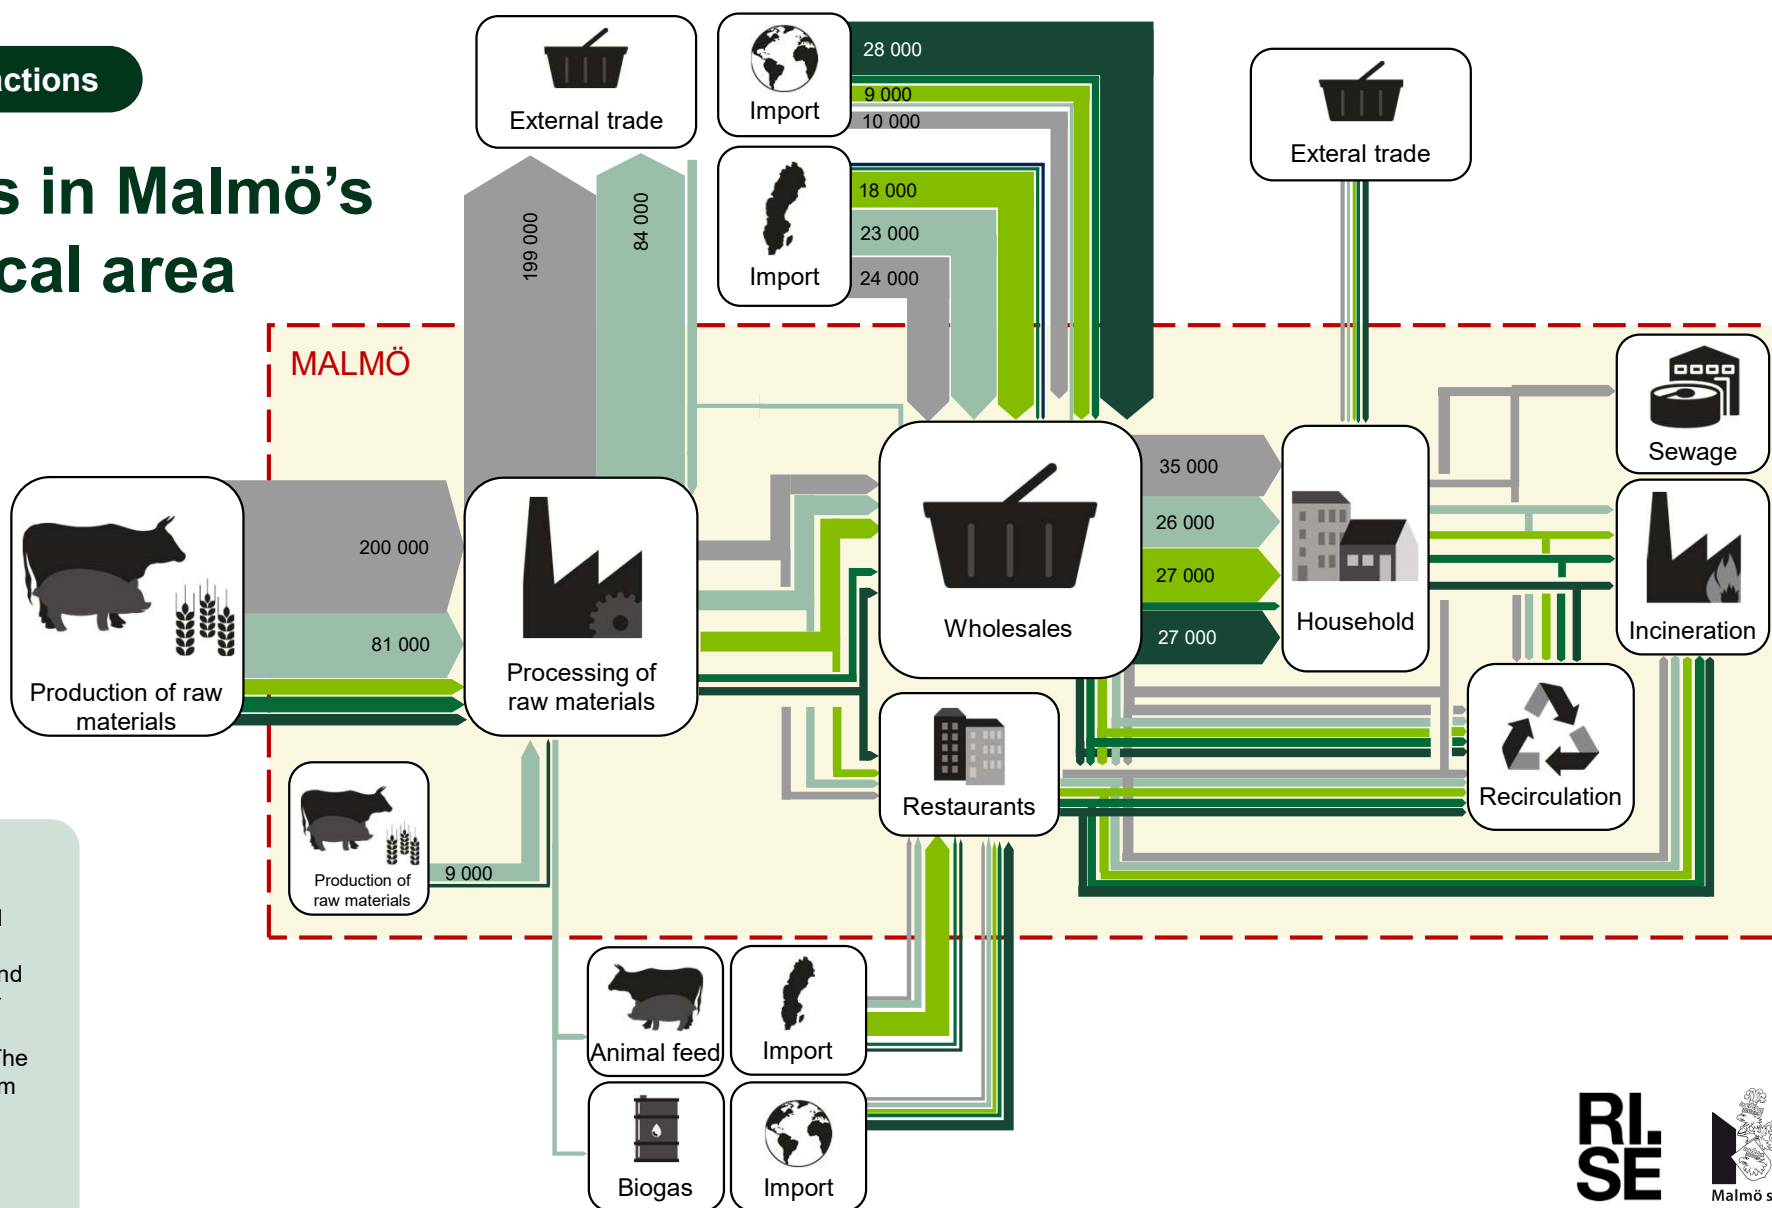 ctions
s in Malmö's
cal area
External trade
Import
28 000
9 000
10 000
Import
18 000
23 000
24 000
Exteral trade
199 000
84 000
MALMÖ
Sewage
200 000
81 000
Production of raw
materials
Processing of
raw materials
Wholesales
35 000
26 000
27 000
27 000
Household
Incineration
Restaurants
Recirculation
Production of
raw materials
9 000
nd
The
m
Animal feed
Import
Biogas
Import
RI.
SE
Malmö s